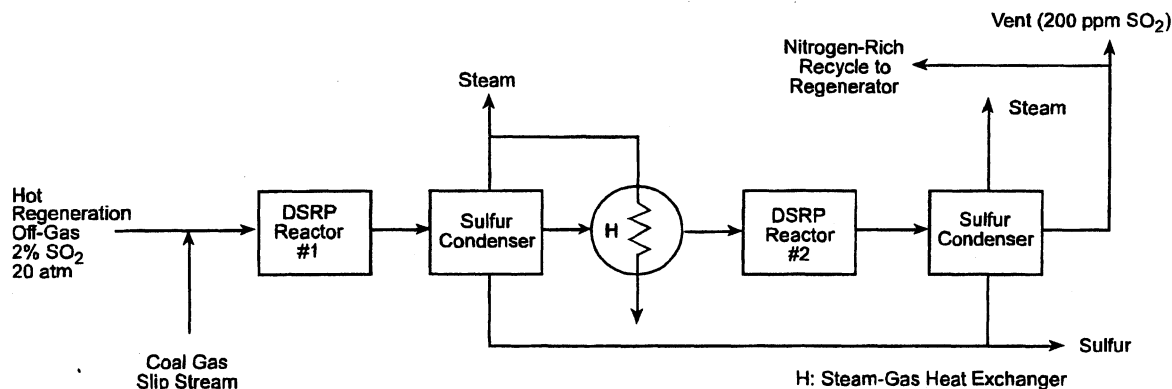 Vent (200 ppm SO2)
Nitrogen-Rich
Recycle to
Regenerator
Steam
Steam
Hot
Regeneration
Off-Gas
2% SO2
20 atm
DSRP
Reactor
#1
Sulfur
Condenser
H
DSRP
Reactor
#2
Sulfur
Condenser
Coal Gas
Slip Stream
Sulfur
H: Steam-Gas Heat Exchanger